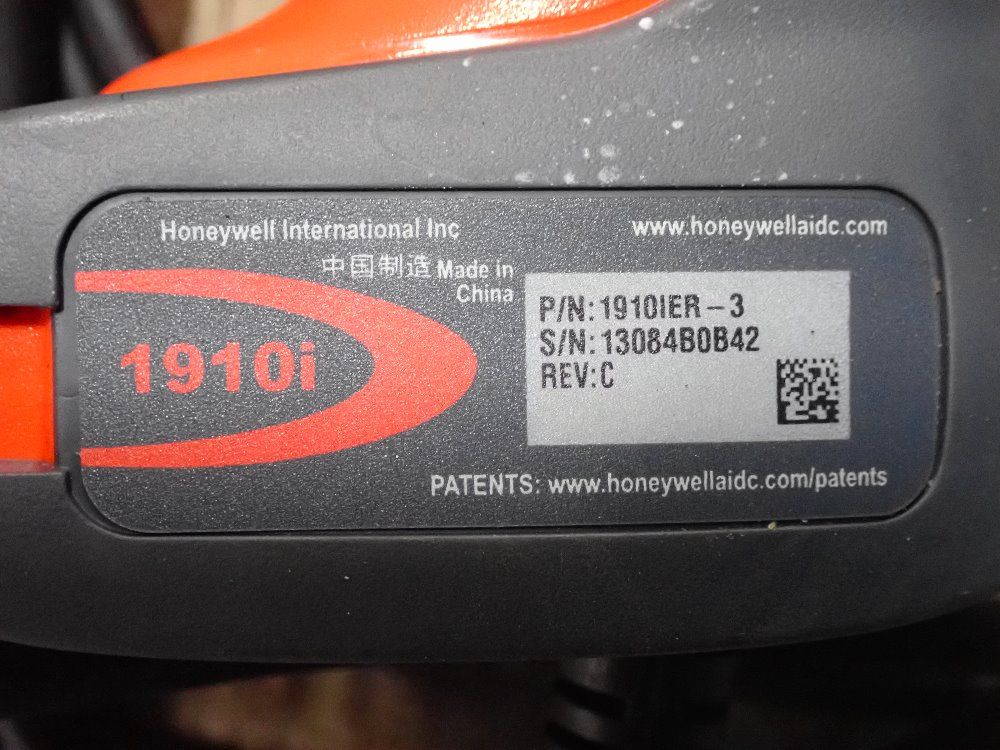 Honeywell International Inc
www.honeywellaidc.com
中国制造 Made in
China
1910i
P/N: 1910IER-3
S/N: 13084B0B42
REV:C
PATENTS: www.honeywellaidc.com/patents